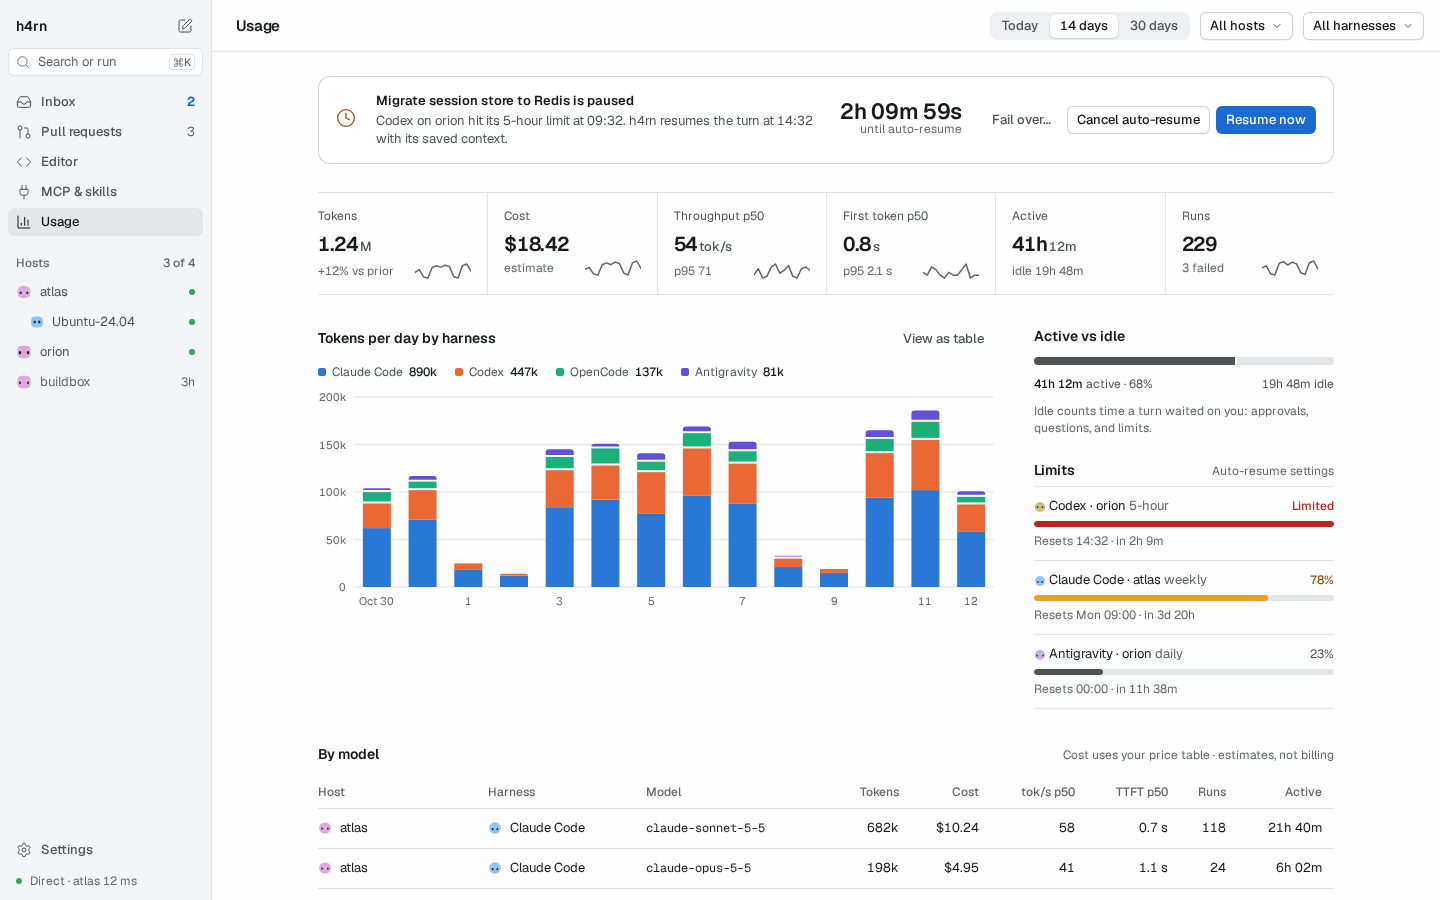 h4rn
Search or run ⌘K
Inbox 2
Pull requests 3
Editor
MCP & skills
Usage
Hosts 3 of 4
atlas
Ubuntu-24.04
orion
buildbox 3h
Settings
Direct · atlas 12 ms
Usage
Today 14 days 30 days All hosts All harnesses
Migrate session store to Redis is paused
Codex on orion hit its 5-hour limit at 09:32. h4rn resumes the turn at 14:32
with its saved context.
2h 09m 59s
until auto-resume
Fail over... Cancel auto-resume Resume now
Tokens
1.24 M
+12% vs prior
Cost
$18.42
estimate
Throughput p50
54 tok/s
p95 71
First token p50
0.8 s
p95 2.1 s
Active
41h 12m
idle 19h 48m
Runs
229
3 failed
Tokens per day by harness View as table
Claude Code 890k Codex 447k OpenCode 137k Antigravity 81k
200k
150k
100k
50k
0
Oct 30 1 3 5 7 9 11 12
Active vs idle
41h 12m active · 68% 19h 48m idle
Idle counts time a turn waited on you: approvals,
questions, and limits.
Limits Auto-resume settings
Codex · orion 5-hour Limited
Resets 14:32 · in 2h 9m
Claude Code · atlas weekly 78%
Resets Mon 09:00 · in 3d 20h
Antigravity · orion daily 23%
Resets 00:00 · in 11h 38m
By model Cost uses your price table · estimates, not billing
Host Harness Model Tokens Cost tok/s p50 TTFT p50 Runs Active
atlas Claude Code claude-sonnet-5-5 682k $10.24 58 0.7 s 118 21h 40m
atlas Claude Code claude-opus-5-5 198k $4.95 41 1.1 s 24 6h 02m